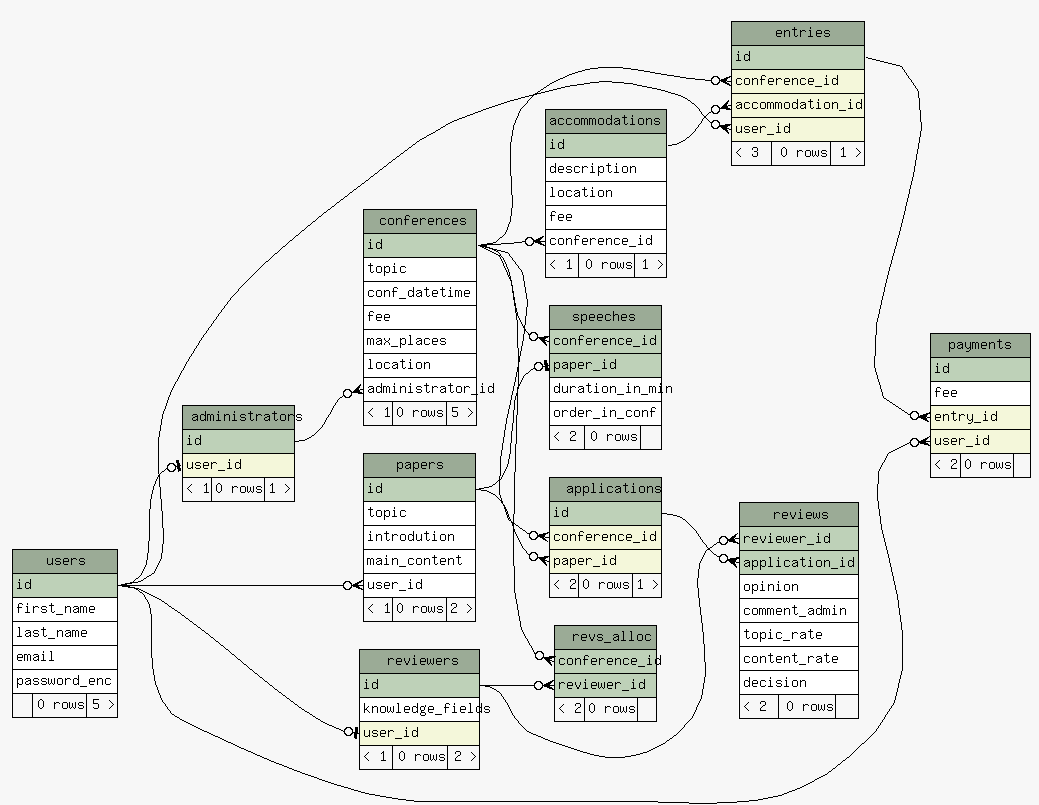 entries
id
conference_id
accommodation_id
user_id
< 3 0 rows 1 >
accommodations
id
description
location
fee
conference_id
< 1 0 rows 1 >
conferences
id
topic
conf_datetime
fee
max_places
location
administrator_id
< 1 0 rows 5 >
speeches
conference_id
paper_id
duration_in_min
order_in_conf
< 2 0 rows
payments
id
fee
entry_id
user_id
< 2 0 rows
administrators
id
user_id
< 1 0 rows 1 >
papers
id
topic
introdution
main_content
user_id
< 1 0 rows 2 >
applications
id
conference_id
paper_id
< 2 0 rows 1 >
reviews
reviewer_id
application_id
opinion
comment_admin
topic_rate
content_rate
decision
< 2 0 rows
users
id
first_name
last_name
email
password_enc
0 rows 5 >
revs_alloc
conference_id
reviewer_id
< 2 0 rows
reviewers
id
knowledge_fields
user_id
< 1 0 rows 2 >